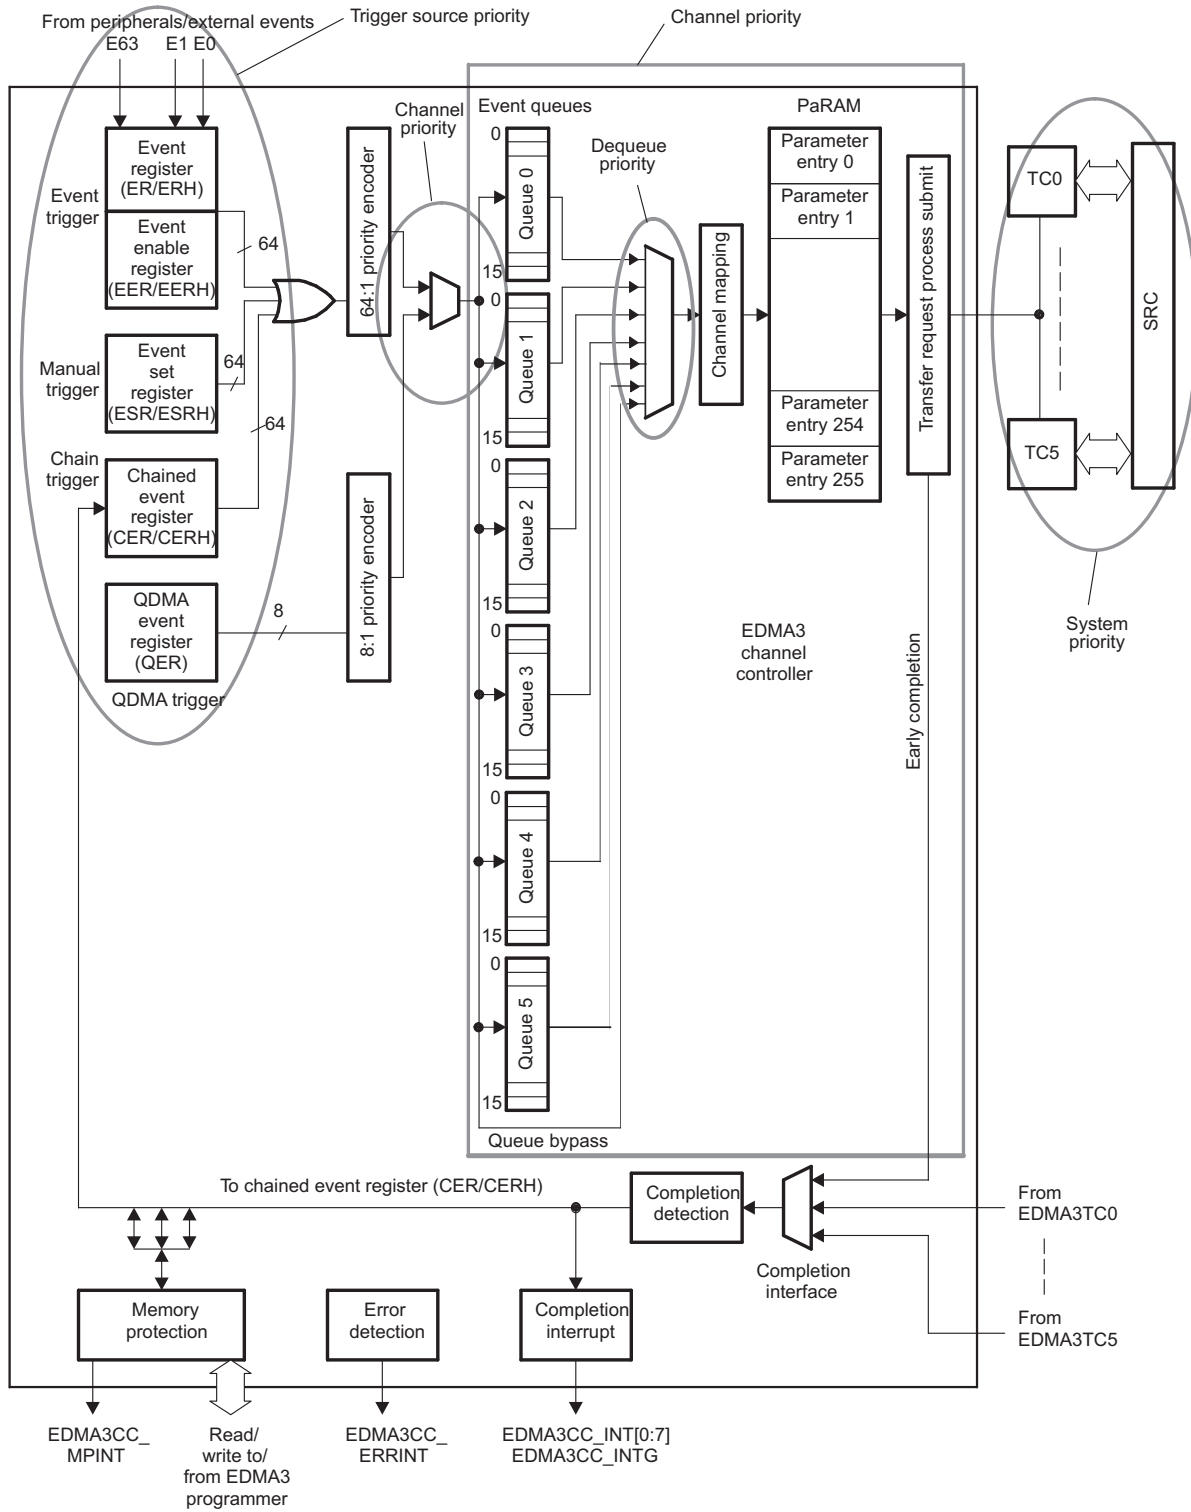 From peripherals/external events
E63
E1 E0
Trigger source priority
Channel priority
Event
register
(ER/ERH)
Event
trigger
Event
enable
register
(EER/EERH)
64
Manual
trigger
Event
set
register
(ESR/ESRH)
64
64
Chain
trigger
Chained
event
register
(CER/CERH)
QDMA
event
register
(QER)
8
QDMA trigger
64:1 priority encoder
8:1 priority encoder
Channel
priority
Event queues
0
Queue 0
15
0
Queue 1
15
0
Queue 2
15
0
Queue 3
15
0
Queue 4
15
0
Queue 5
15
Queue bypass
Dequeue
priority
Channel mapping
PaRAM
Parameter
entry 0
Parameter
entry 1
Parameter
entry 254
Parameter
entry 255
Transfer request process submit
EDMA3
channel
controller
Early completion
TC0
TC5
SRC
System
priority
To chained event register (CER/CERH)
Completion
detection
Completion
interface
From
EDMA3TC0
From
EDMA3TC5
Memory
protection
Error
detection
Completion
interrupt
EDMA3CC_
MPINT
Read/
write to/
from EDMA3
programmer
EDMA3CC_
ERRINT
EDMA3CC_INT[0:7]
EDMA3CC_INTG